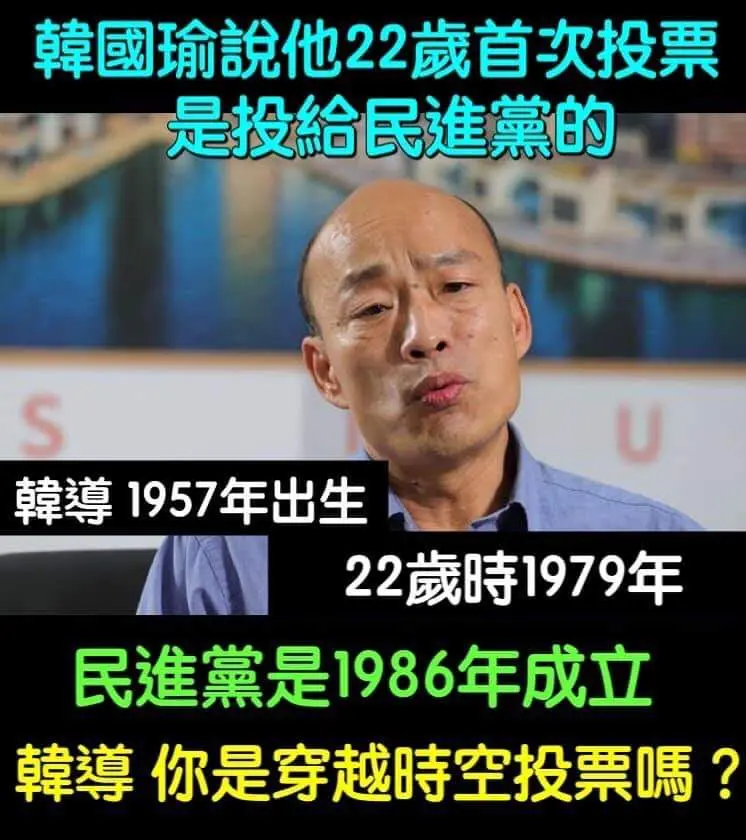 韓國瑜說他22歲首次投票
是投給民進黨的
S U
韓導 1957年出生
22歲時1979年
民進黨是1986年成立
韓導 你是穿越時空投票嗎？